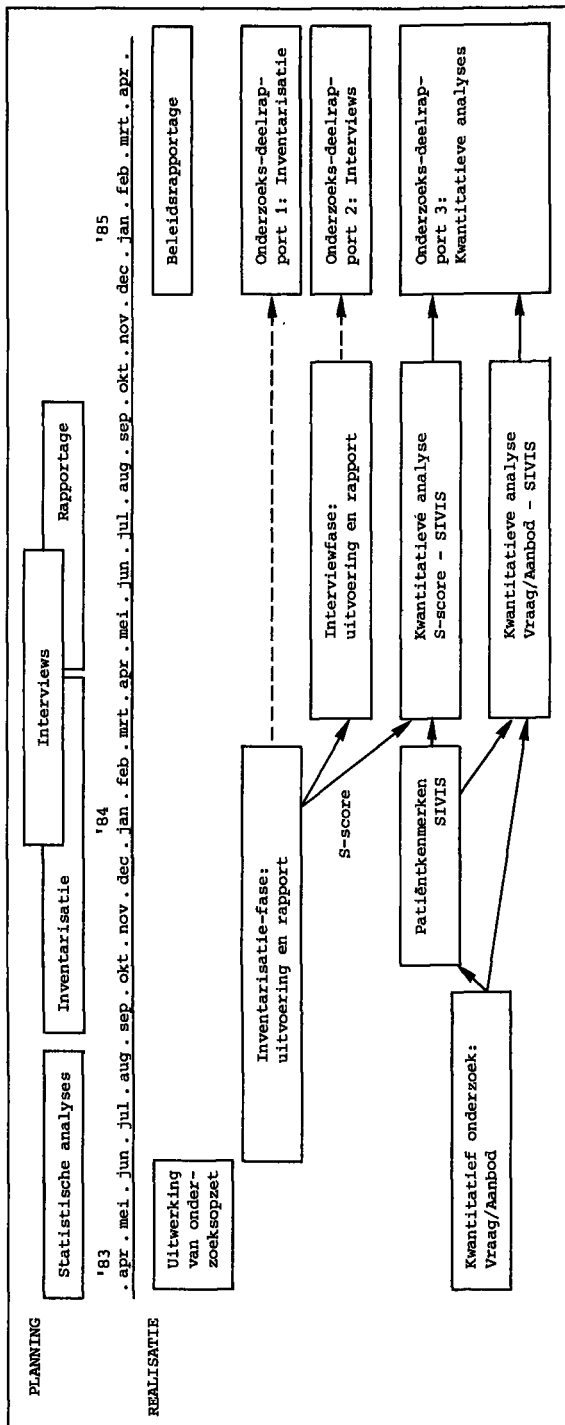 PLANNING
Statistische analyses
Inventarisatie
Interviews
Rapportage
'83
'84
'85
. apr . mei . jun . jul . aug . sep . okt . nov . dec . jan . feb . mrt . apr . mei . jun . jul . aug . sep . okt . nov . dec . jan . feb . mrt . apr .
REALISATIE
Uitwerking
van onder-
zoeksopzet
Beleidsrapportage
Inventarisatie-fase:
uitvoering en rapport
Onderzoeks-deelrap-
port 1: Inventarisatie
S-score
Interviewfase:
uitvoering en rapport
Onderzoeks-deelrap-
port 2: Interviews
Patiëntkenmerken
SIVIS
Kwantitatievé analyse
S-score - SIVIS
Onderzoeks-deelrap-
port 3:
Kwantitatieve analyses
Kwantitatief onderzoek:
Vraag/Aanbod
Kwantitatieve analyse
Vraag/Aanbod - SIVIS